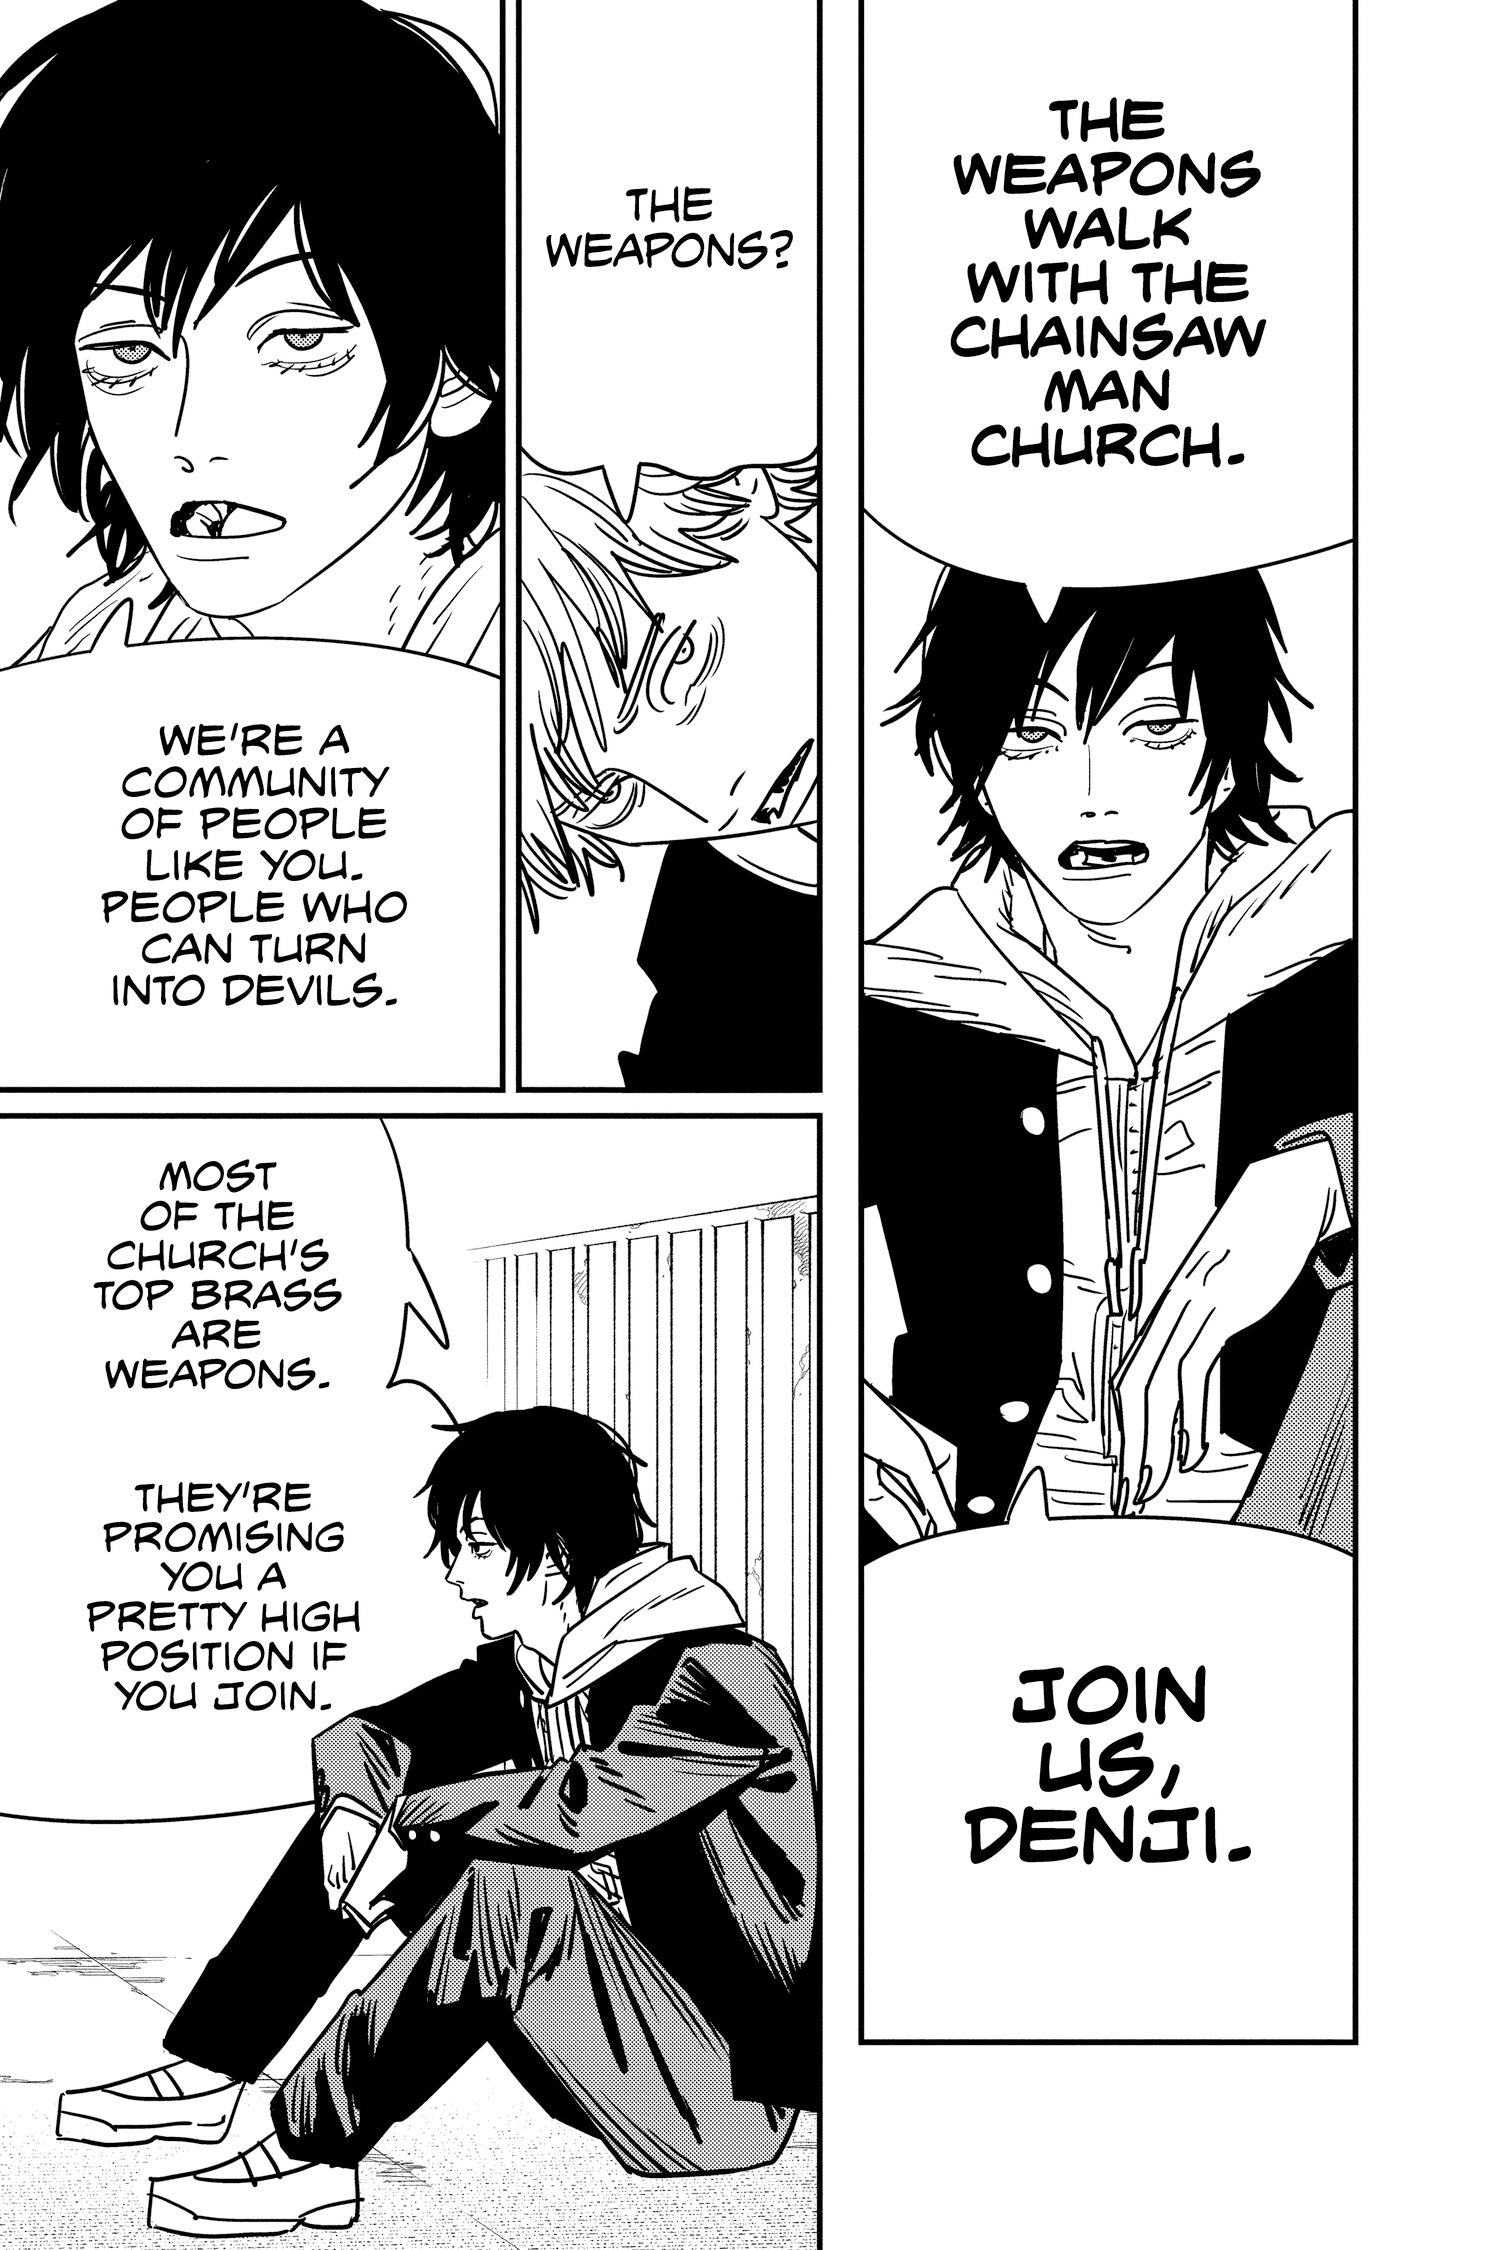 THE
WEAPONS
WALK
WITH THE
CHAINSAW
MAN
CHURCH.
JOIN
US,
DENJI.
THE
WEAPONS?
WE'RE A
COMMUNITY
OF PEOPLE
LIKE YOU.
PEOPLE WHO
CAN TURN
INTO DEVILS.
MOST
OF THE
CHURCH'S
TOP BRASS
ARE
WEAPONS.
THEY'RE
PROMISING
YOU A
PRETTY HIGH
POSITION IF
YOU JOIN.